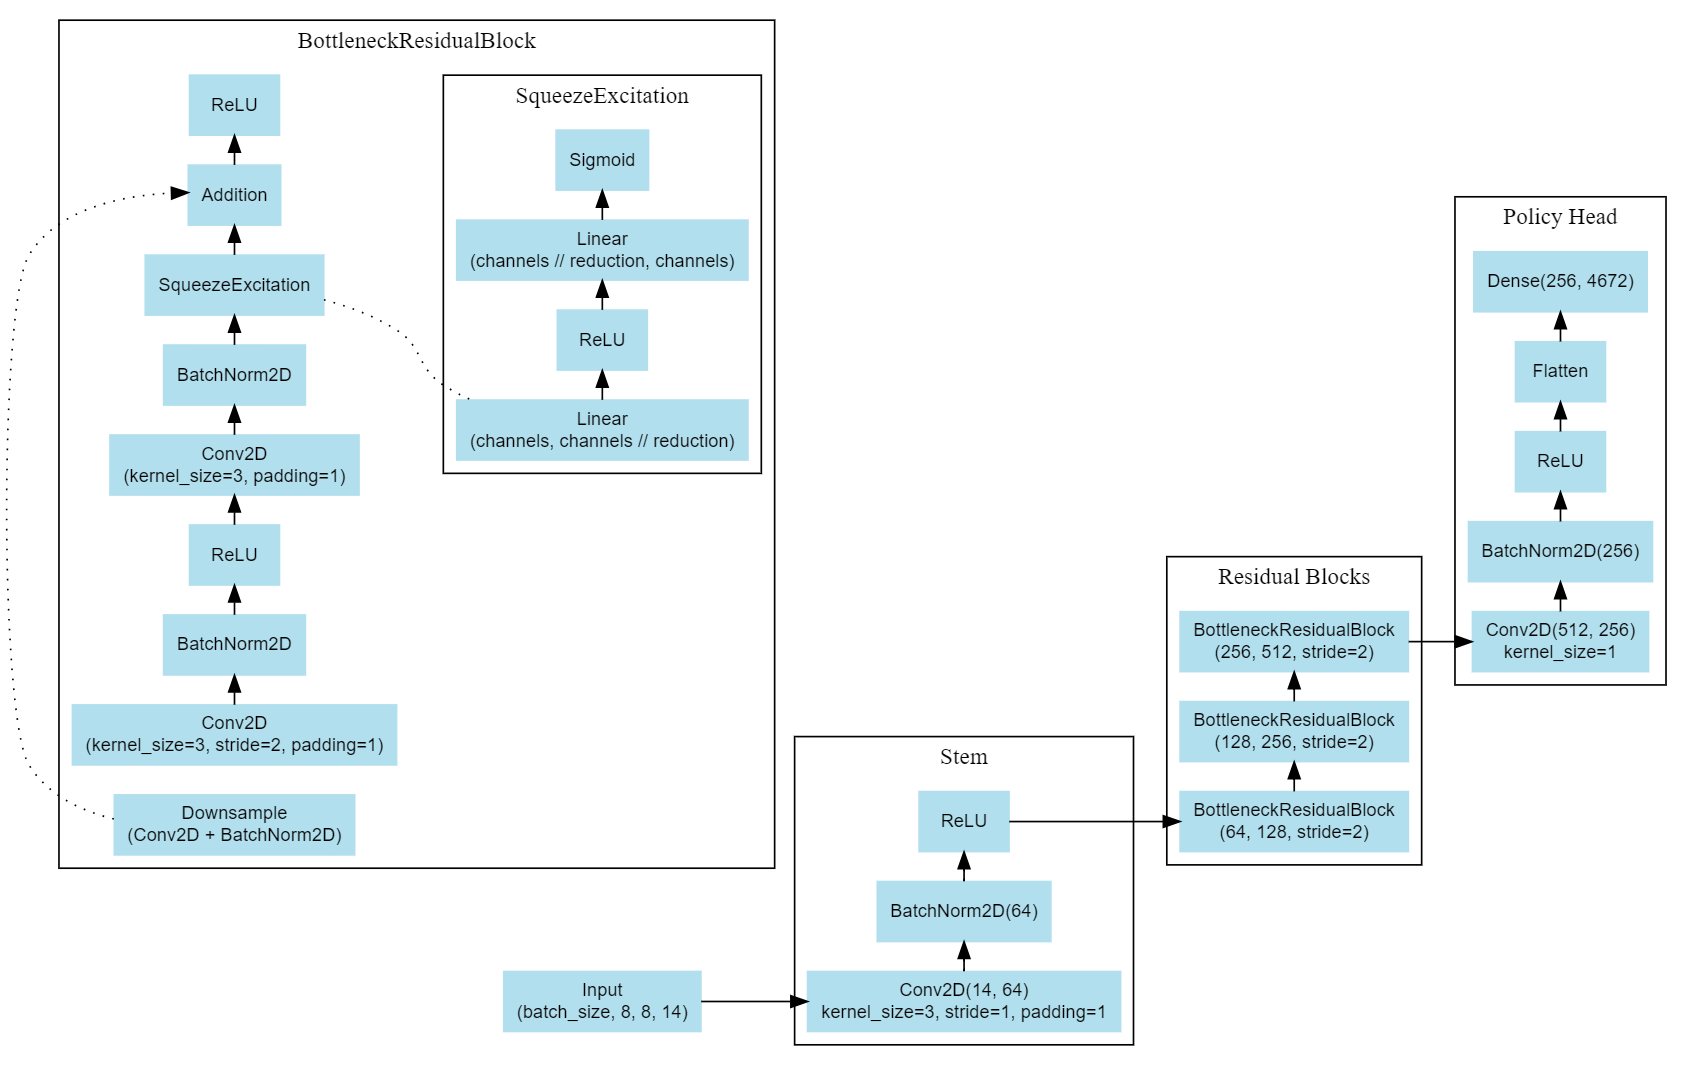 BottleneckResidualBlock
ReLU
Addition
SqueezeExcitation
BatchNorm2D
Conv2D
(kernel_size=3, padding=1)
ReLU
BatchNorm2D
Conv2D
(kernel_size=3, stride=2, padding=1)
Downsample
(Conv2D + BatchNorm2D)
SqueezeExcitation
Sigmoid
Linear
(channels // reduction, channels)
ReLU
Linear
(channels, channels // reduction)
Input
(batch_size, 8, 8, 14)
Stem
ReLU
BatchNorm2D(64)
Conv2D(14, 64)
kernel_size=3, stride=1, padding=1
Residual Blocks
BottleneckResidualBlock
(256, 512, stride=2)
BottleneckResidualBlock
(128, 256, stride=2)
BottleneckResidualBlock
(64, 128, stride=2)
Policy Head
Dense(256, 4672)
Flatten
ReLU
BatchNorm2D(256)
Conv2D(512, 256)
kernel_size=1